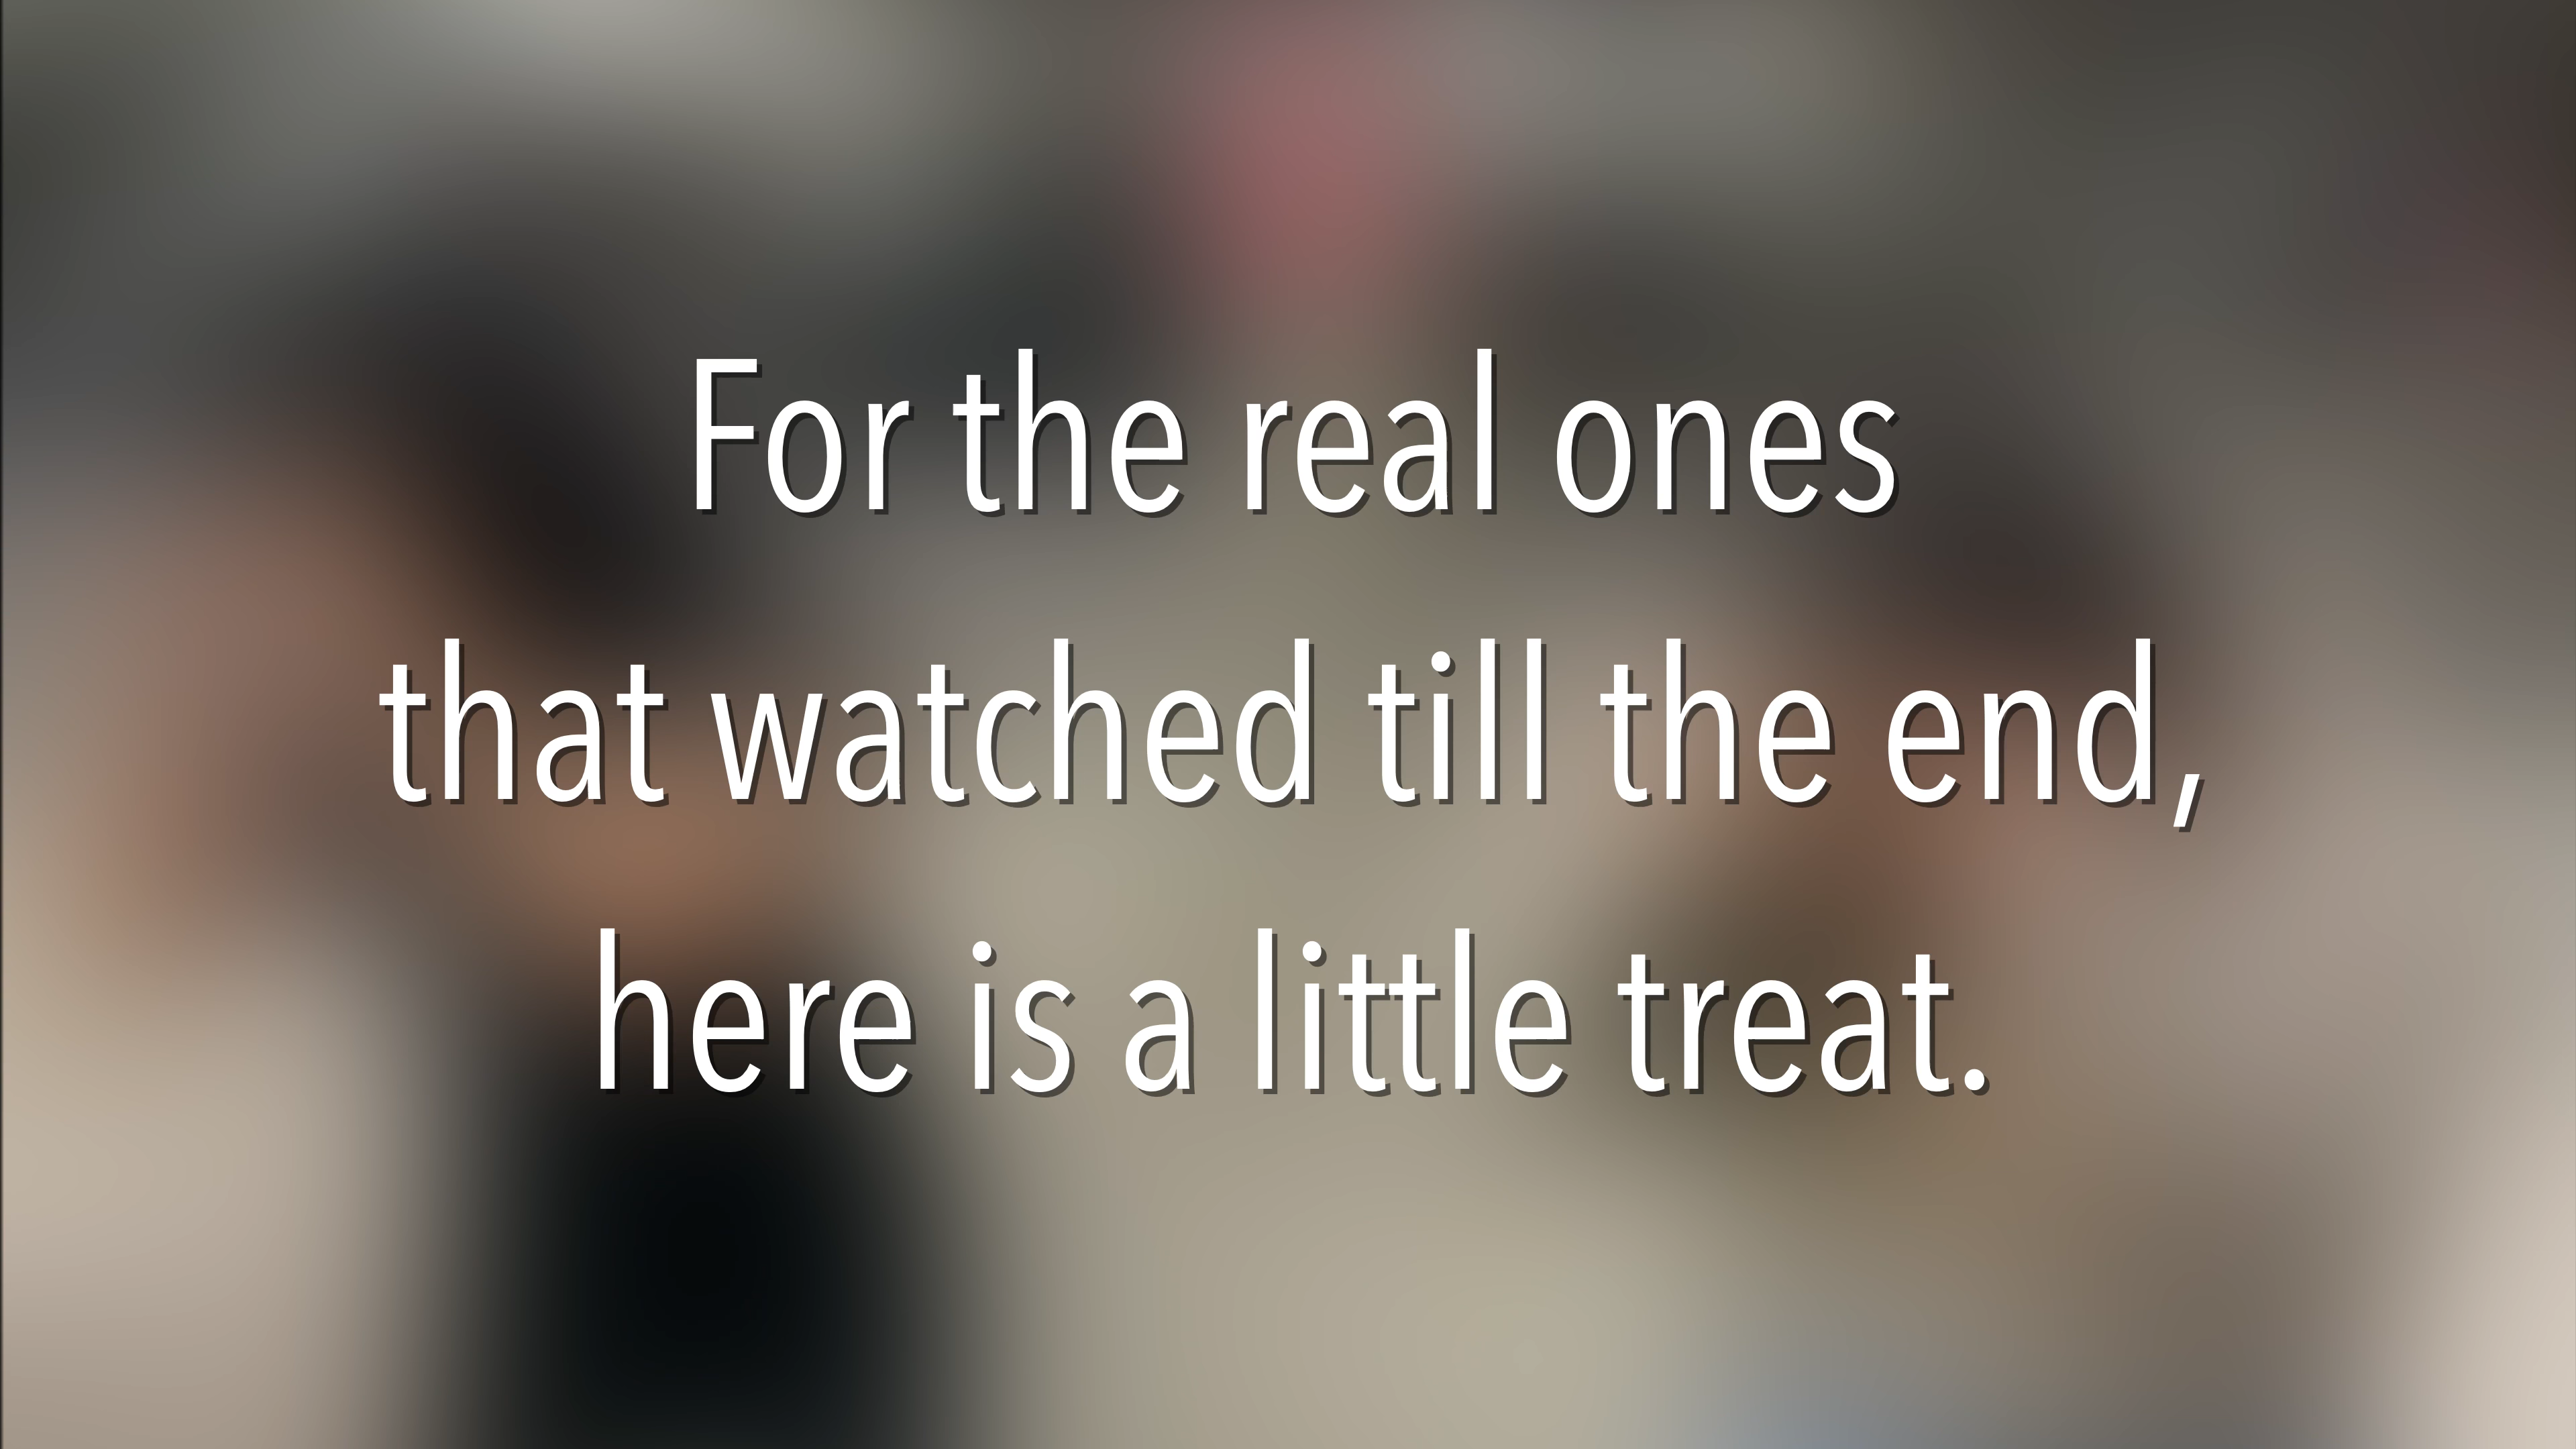 For the real ones
that watched till the end,
here is a little treat.